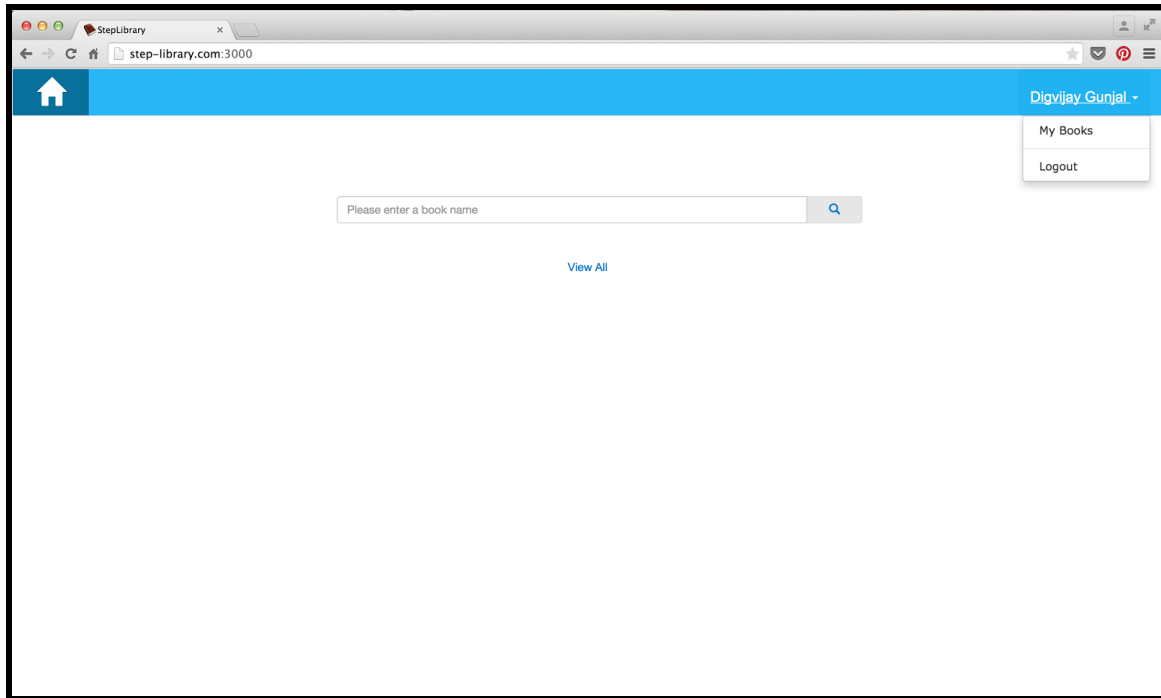 StepLibrary
step-library.com:3000
Digvijay Gunjal
My Books
Logout
Please enter a book name
View All